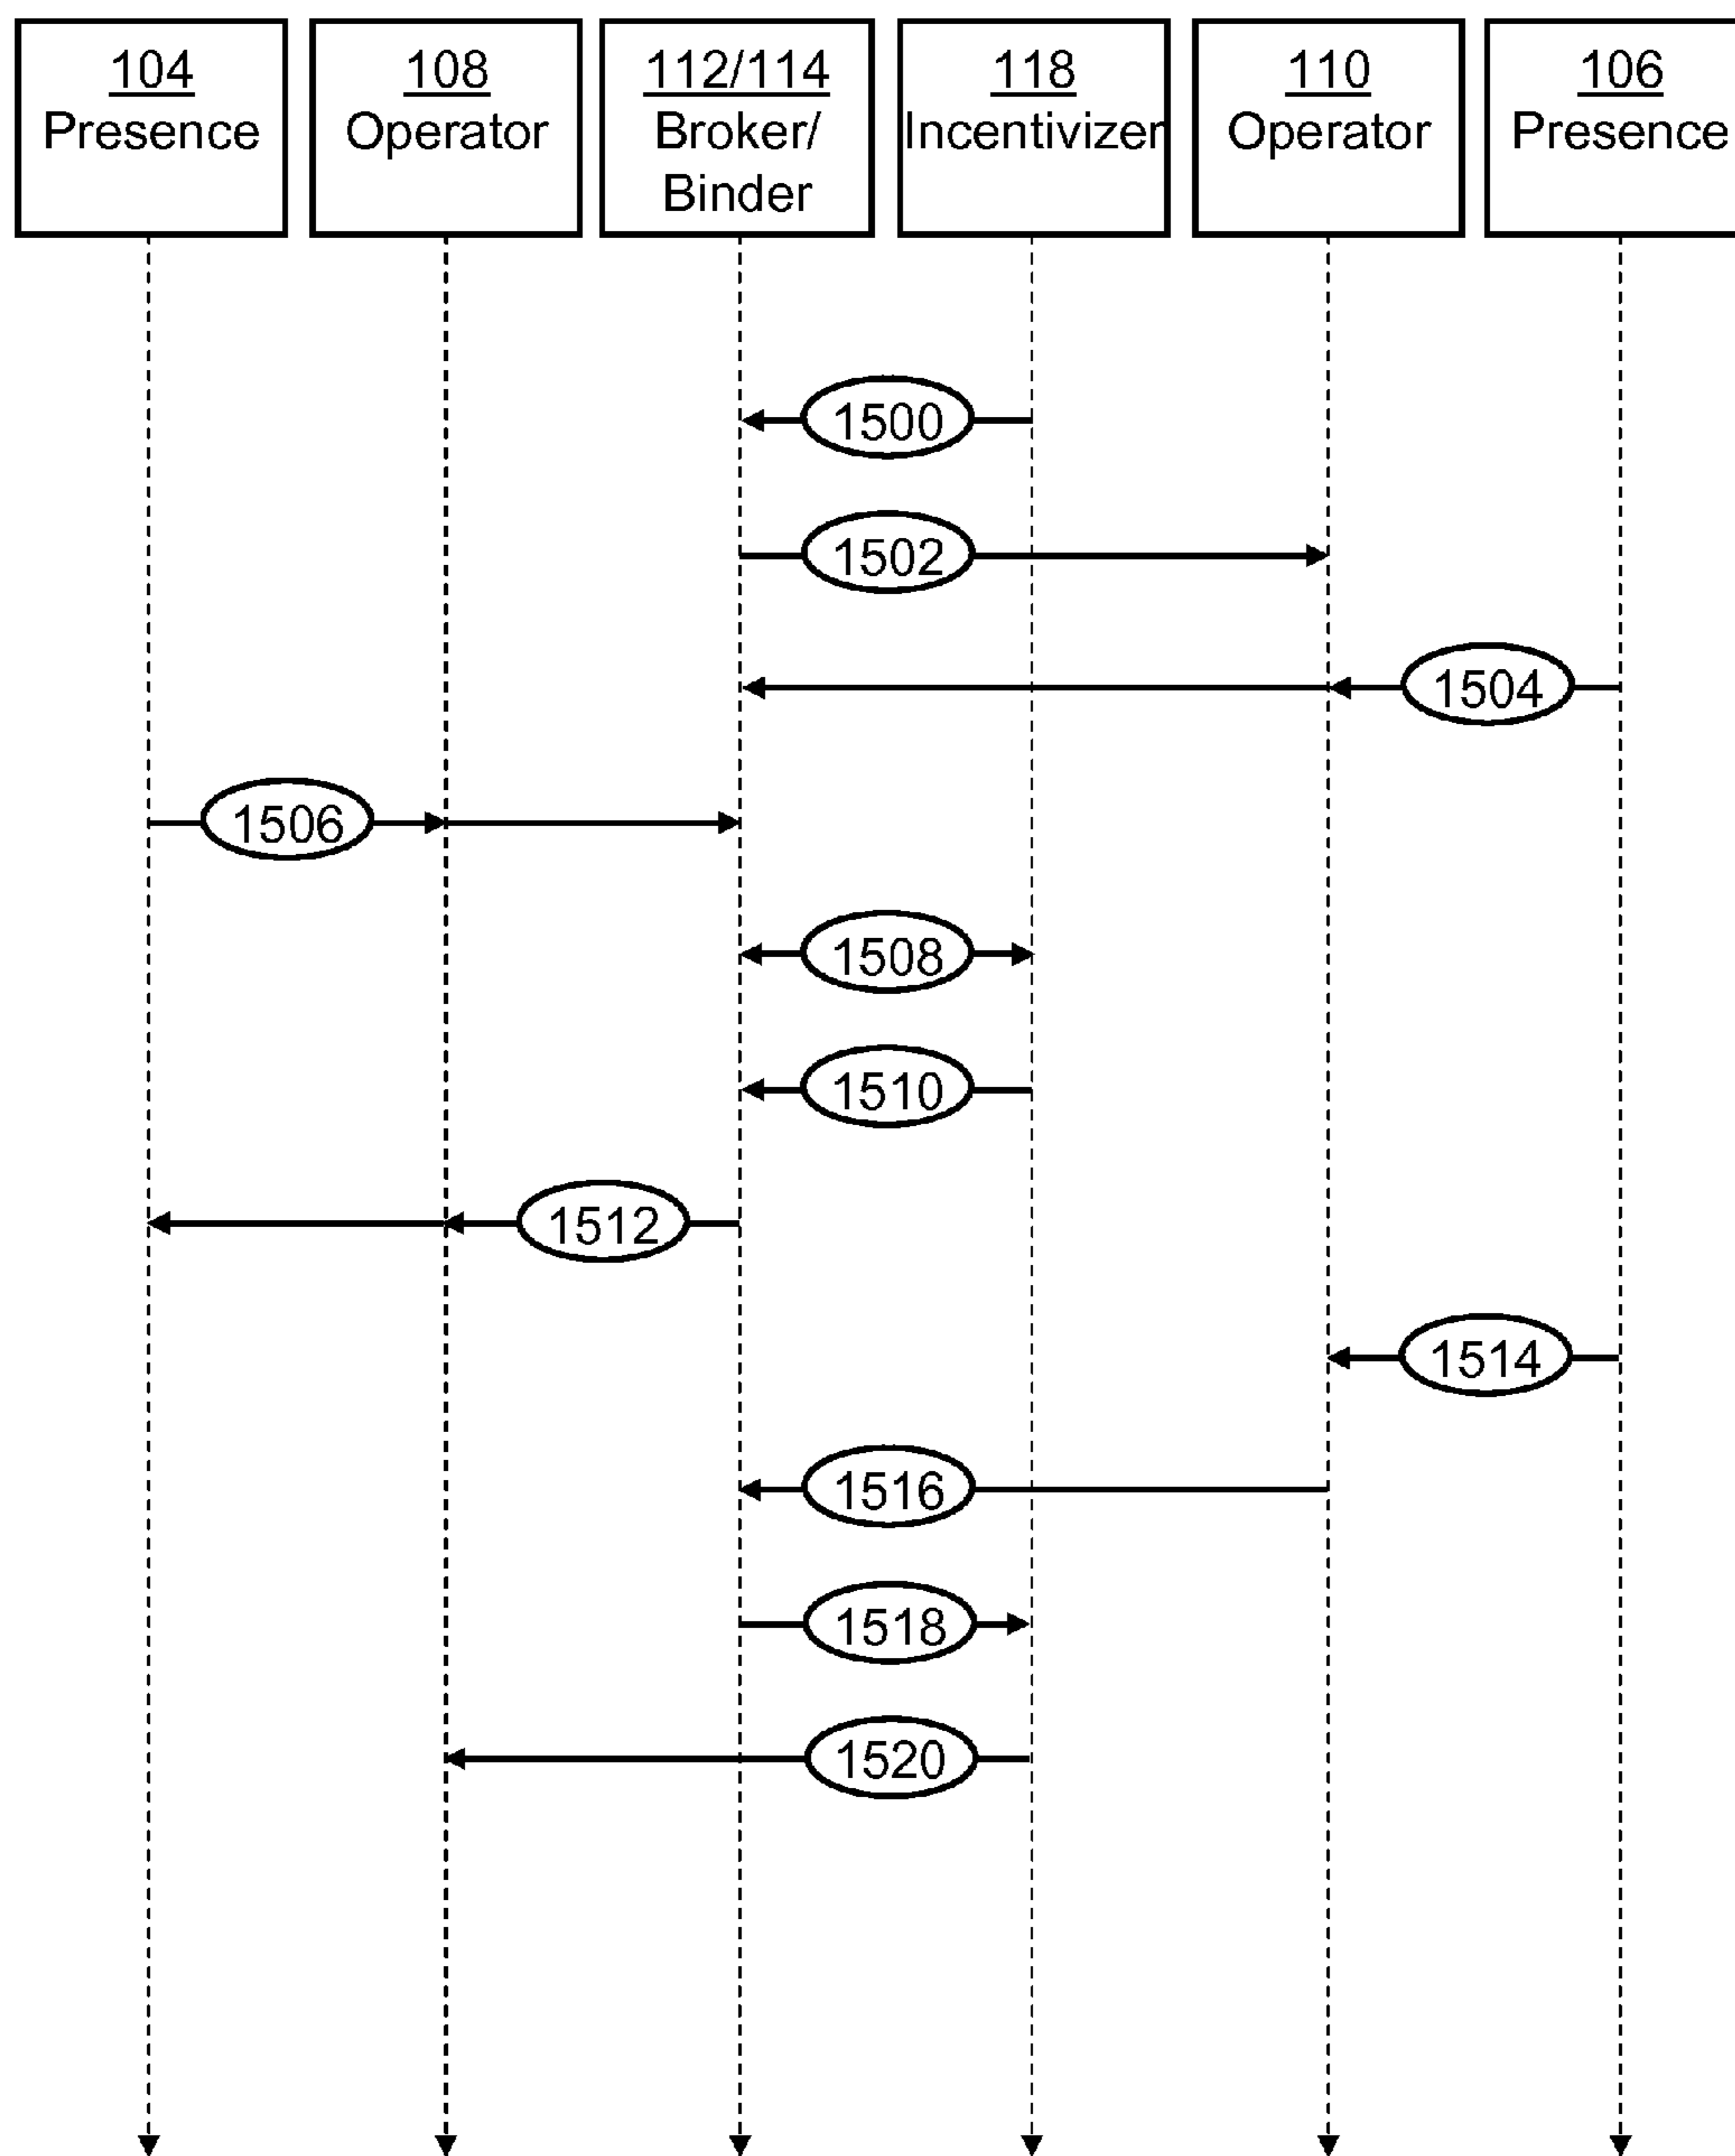 104
Presence
108
Operator
112/114
Broker/
Binder
118
Incentivizer
110
Operator
106
Presence
1500
1502
1504
1506
1508
1510
1512
1514
1516
1518
1520